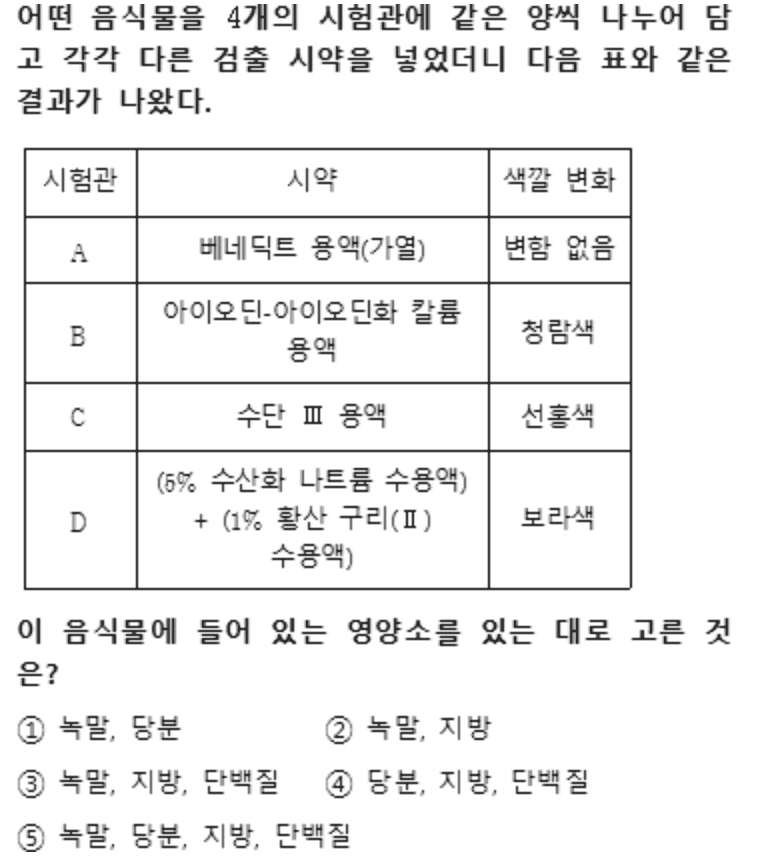 어떤 음식물을 4개의 시험관에 같은 양씩 나누어 담
고 각각 다른 검출 시약을 넣었더니 다음 표와 같은
결과가 나왔다.
시험관 시약 색깔 변화
A 베네딕트 용액(가열) 변함 없음
B 아이오딘-아이오딘화 칼륨
용액 청람색
C 수단 Ⅲ 용액 선홍색
D (5% 수산화 나트륨 수용액)
+ (1% 황산 구리(Ⅱ)
수용액) 보라색
이 음식물에 들어 있는 영양소를 있는 대로 고른 것
은?
① 녹말, 당분 ② 녹말, 지방
③ 녹말, 지방, 단백질 ④ 당분, 지방, 단백질
⑤ 녹말, 당분, 지방, 단백질